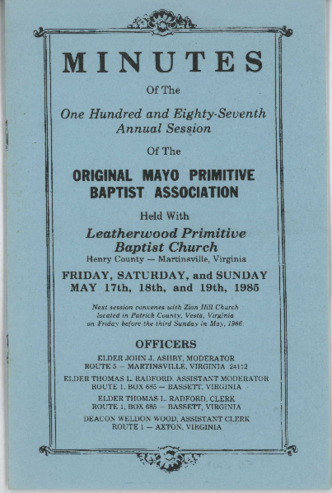 MINUTES
Of The
One Hundred and Eighty-Seventh
Annual Session
Of The
ORIGINAL MAYO PRIMITIVE
BAPTIST ASSOCIATION
Held With
Leatherwood Primitive
Baptist Church
Henry County — Martinsville, Virginia
FRIDAY, SATURDAY, and SUNDAY
MAY 17th, 18th, and 19th, 1985
Next session convenes with Zion Hill Church
located in Patrick County, Vesta, Virginia
on Friday before the third Sunday in May, 1986
OFFICERS
ELDER JOHN J. ASHBY, MODERATOR
ROUTE 5 — MARTINSVILLE, VIRGINIA 24112
ELDER THOMAS L. RADFORD, ASSISTANT MODERATOR
ROUTE 1, BOX 685 — BASSETT, VIRGINIA
ELDER THOMAS L. RADFORD, CLERK
ROUTE 1, BOX 685 — BASSETT, VIRGINIA
DEACON WELDON WOOD, ASSISTANT CLERK
ROUTE 1 — AXTON, VIRGINIA